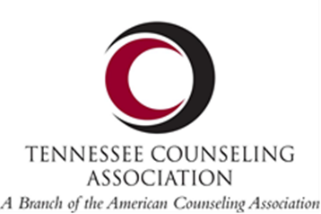 TENNESSEE COUNSELING
ASSOCIATION
A Branch of the American Counseling Association